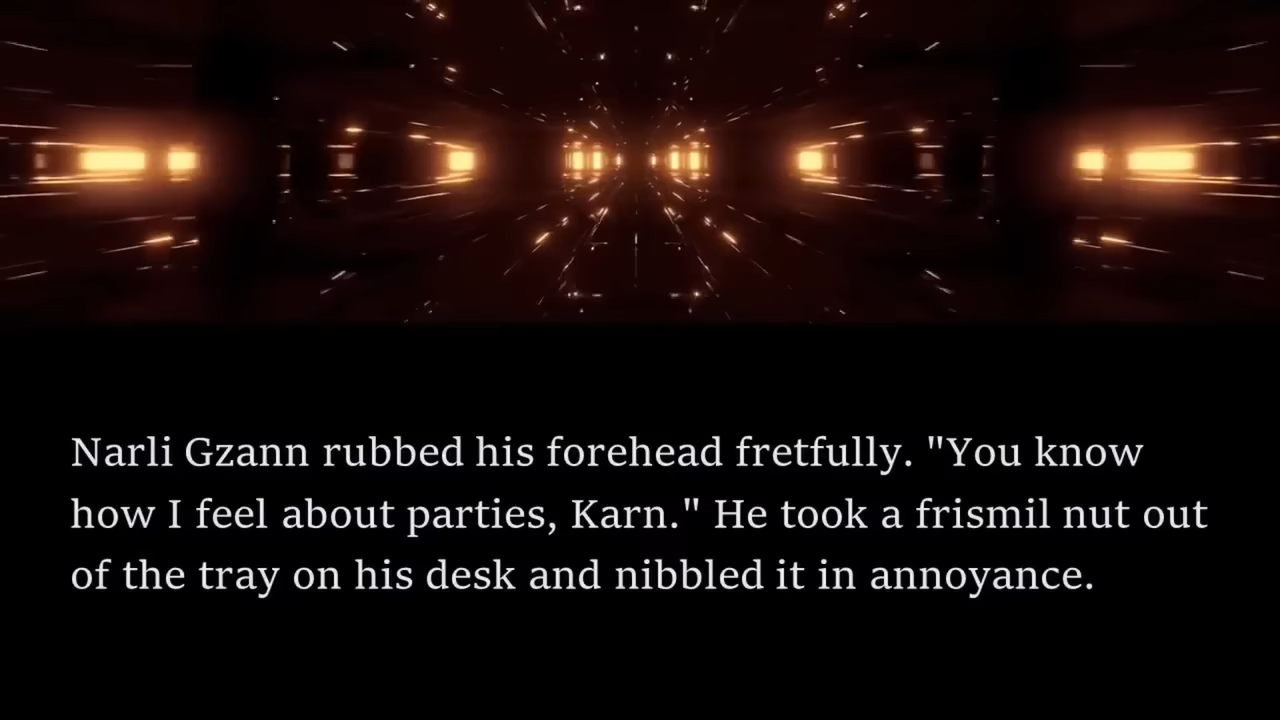 Narli Gzann rubbed his forehead fretfully. "You know
how I feel about parties, Karn." He took a frismil nut out
of the tray on his desk and nibbled it in annoyance.